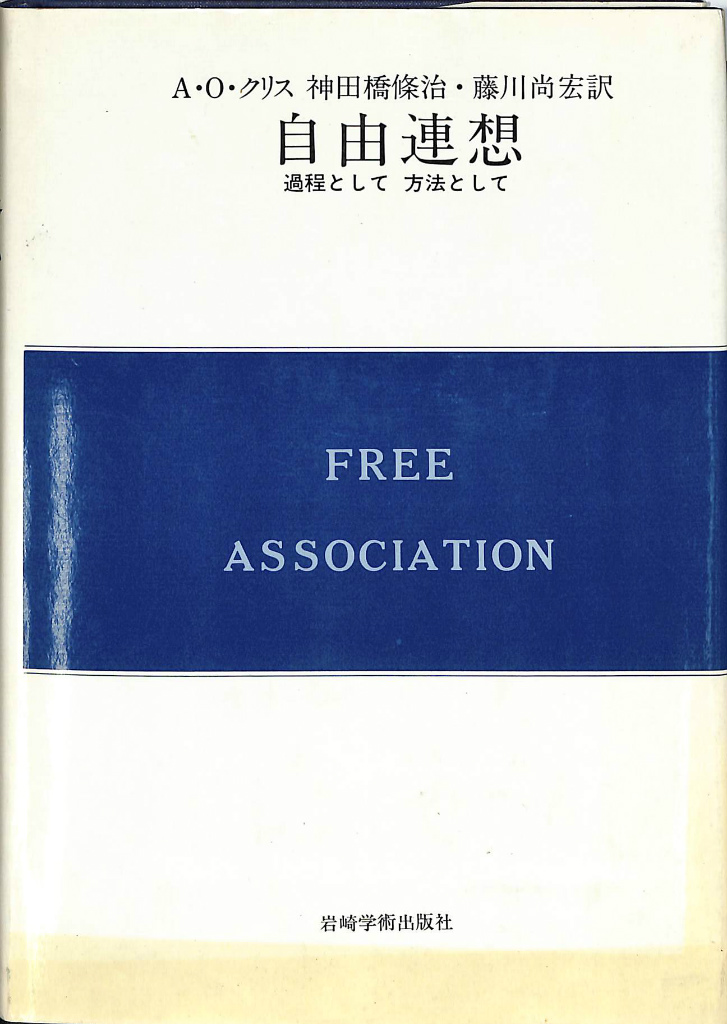 A・O・クリス 神田橋條治・藤川尚宏訳
自由連想
過程として 方法として
FREE
ASSOCIATION
岩崎学術出版社